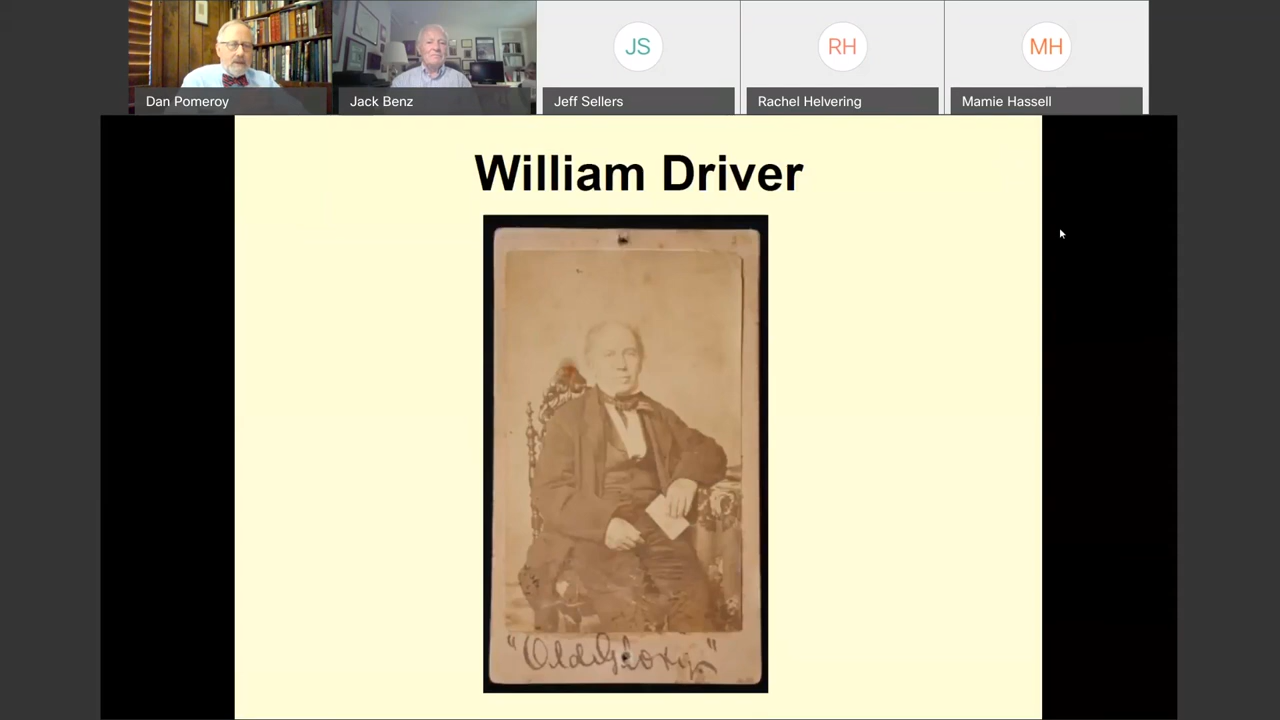 JS
RH
MH
Dan Pomeroy
Jack Benz
Jeff Sellers
Rachel Helvering
Mamie Hassell
William Driver
"Old Glory"